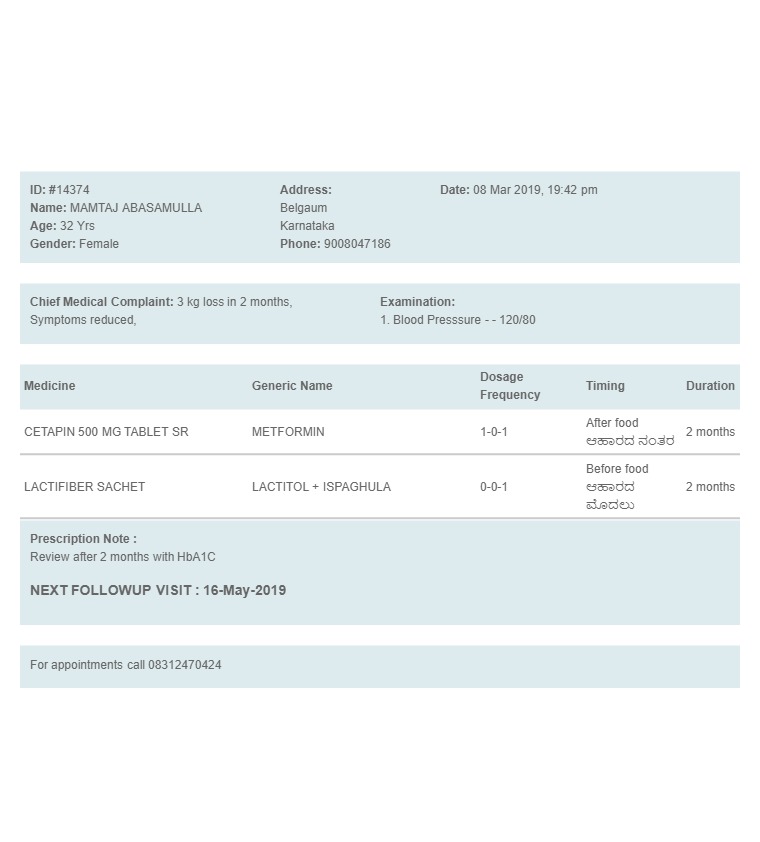 ID: #14374
Name: MAMTAJ ABASAMULLA
Age: 32 Yrs
Gender: Female
Address:
Belgaum
Karnataka
Phone: 9008047186
Date: 08 Mar 2019, 19:42 pm
Chief Medical Complaint: 3 kg loss in 2 months,
Symptoms reduced,
Examination:
1. Blood Presssure - - 120/80
Medicine Generic Name Dosage Frequency Timing Duration
CETAPIN 500 MG TABLET SR METFORMIN 1-0-1 After food 2 months
ಆಹಾರದ ನಂತರ
LACTIFIBER SACHET LACTITOL + ISPAGHULA 0-0-1 Before food 2 months
ಆಹಾರದ
ಮೊದಲು
Prescription Note :
Review after 2 months with HbA1C
NEXT FOLLOWUP VISIT : 16-May-2019
For appointments call 08312470424